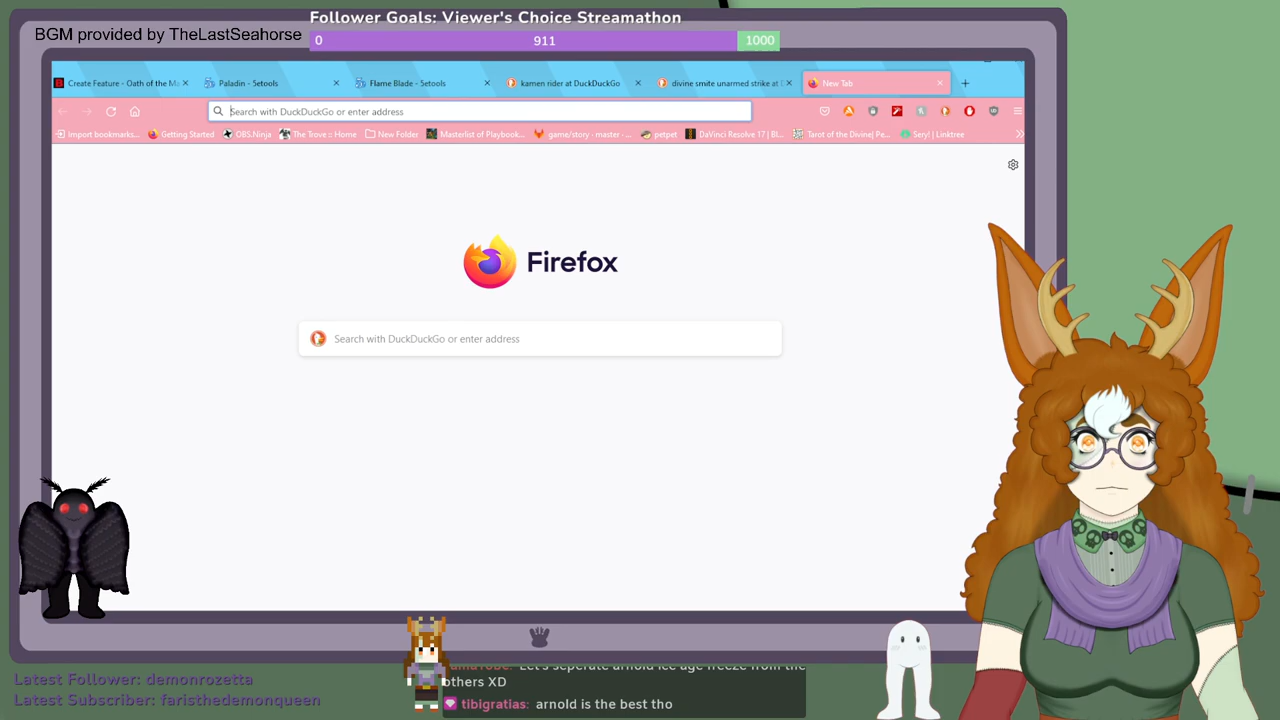 Follower Goals: Viewer's Choice Streamathon
BGM provided by TheLastSeahorse
0 911 1000
Create Feature - Oath of the Ma
Paladin - 5etools
Flame Blade - 5etools
kamen rider at DuckDuckGo
divine smite unarmed strike at D
New Tab
Search with DuckDuckGo or enter address
Import bookmarks...
Getting Started
OBS.Ninja
The Trove :: Home
New Folder
Masterlist of Playbook...
game/story · master · ...
petpet
DaVinci Resolve 17 | Bl...
Tarot of the Divine| Pe...
Seryl | Linktree
Firefox
Search with DuckDuckGo or enter address
Let's seperate arnold ice age freeze from the
others XD
tibigratias: arnold is the best tho
Latest Follower: demonrozetta
Latest Subscriber: faristhedemonqueen